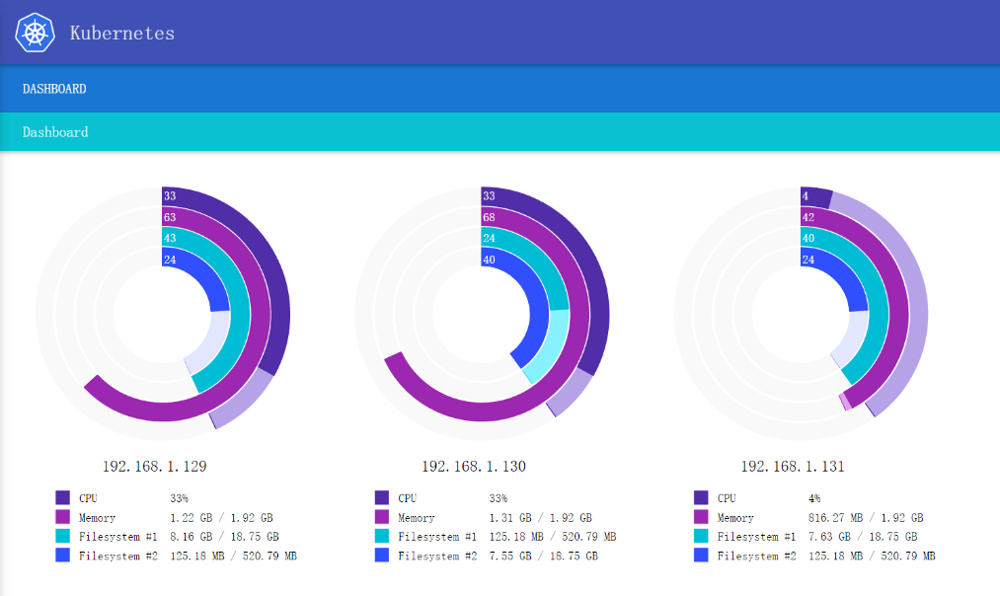 Kubernetes
DASHBOARD
Dashboard
33
63
43
24
192.168.1.129
CPU 33%
Memory 1.22 GB / 1.92 GB
Filesystem #1 8.16 GB / 18.75 GB
Filesystem #2 125.18 MB / 520.79 MB
33
68
24
40
192.168.1.130
CPU 33%
Memory 1.31 GB / 1.92 GB
Filesystem #1 125.18 MB / 520.79 MB
Filesystem #2 7.55 GB / 18.75 GB
4
42
40
24
192.168.1.131
CPU 4%
Memory 816.27 MB / 1.92 GB
Filesystem #1 7.63 GB / 18.75 GB
Filesystem #2 125.18 MB / 520.79 MB